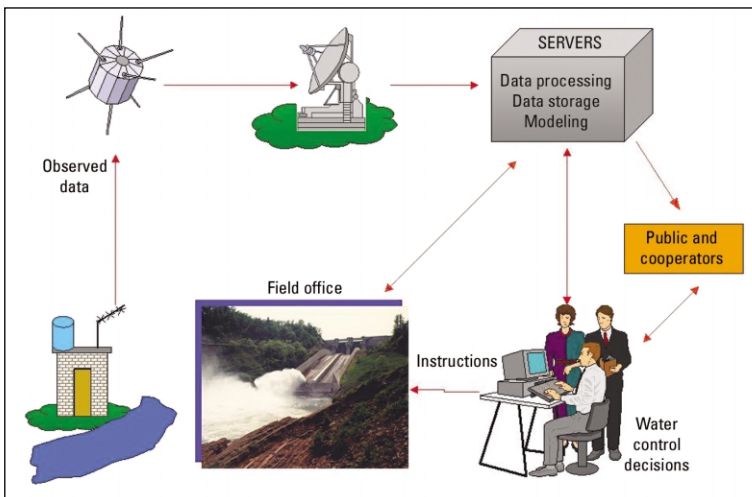 SERVERS
Data processing
Data storage
Modeling
Observed
data
Public and
cooperators
Field office
Instructions
Water
control
decisions